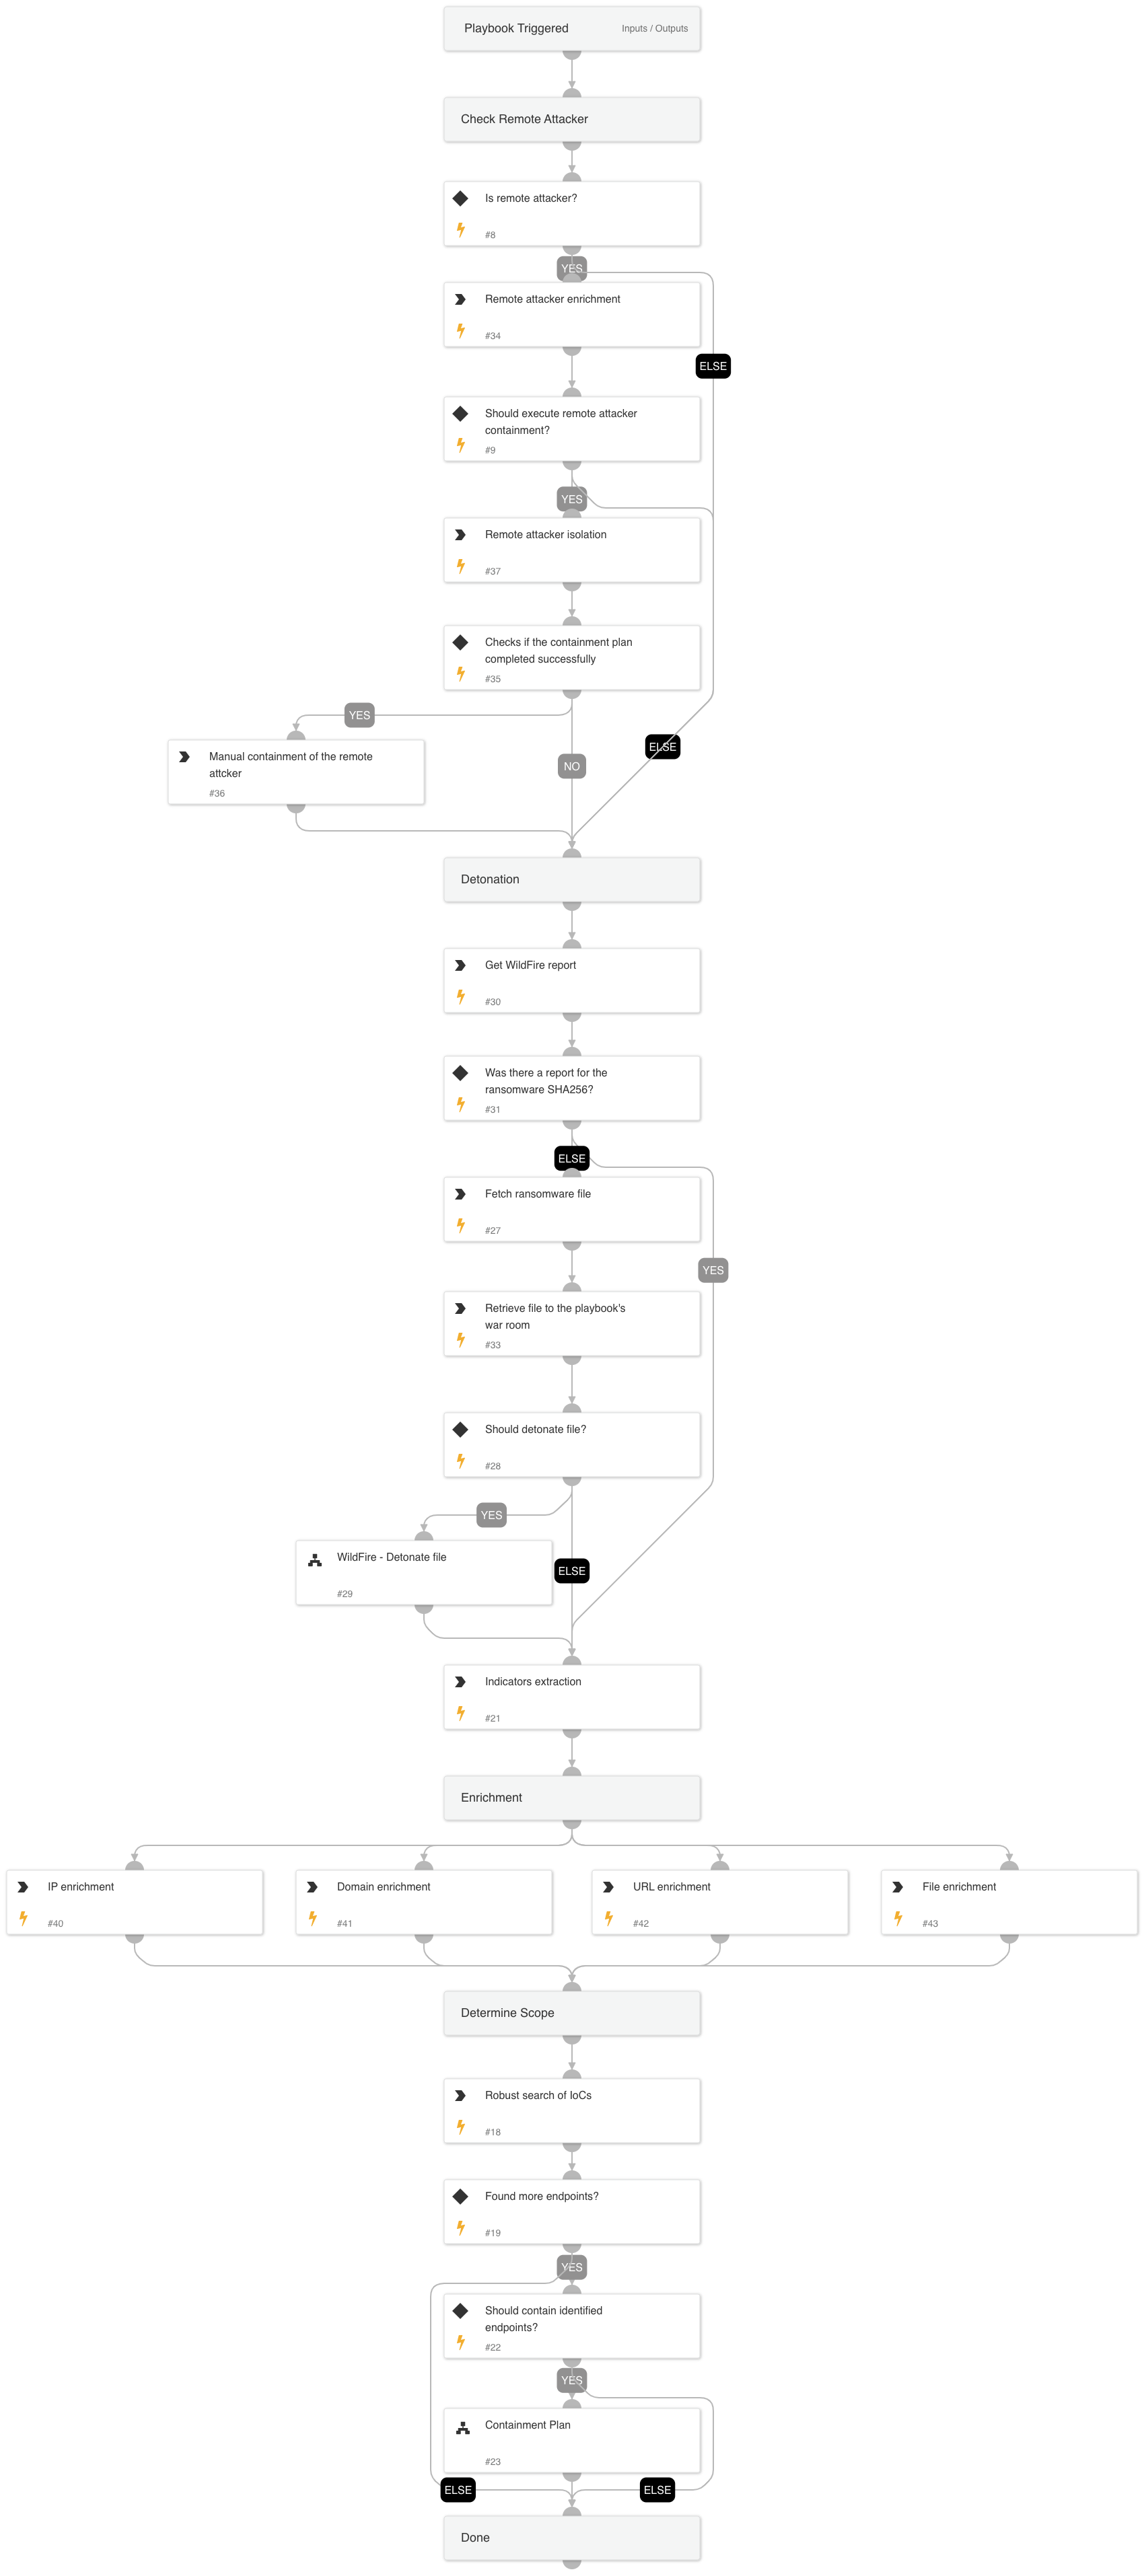 Playbook Triggered
Inputs / Outputs
Check Remote Attacker
Is remote attacker?
#8
YES
Remote attacker enrichment
#34
ELSE
Should execute remote attacker
containment?
#9
YES
Remote attacker isolation
#37
Checks if the containment plan
completed successfully
#35
YES
ELSE
Manual containment of the remote
attcker
#36
NO
Detonation
Get WildFire report
#30
Was there a report for the
ransomware SHA256?
#31
ELSE
Fetch ransomware file
#27
YES
Retrieve file to the playbook's
war room
#33
Should detonate file?
#28
YES
WildFire - Detonate file
#29
ELSE
Indicators extraction
#21
Enrichment
IP enrichment
#40
Domain enrichment
#41
URL enrichment
#42
File enrichment
#43
Determine Scope
Robust search of IoCs
#18
Found more endpoints?
#19
YES
Should contain identified
endpoints?
#22
YES
Containment Plan
#23
ELSE
ELSE
Done